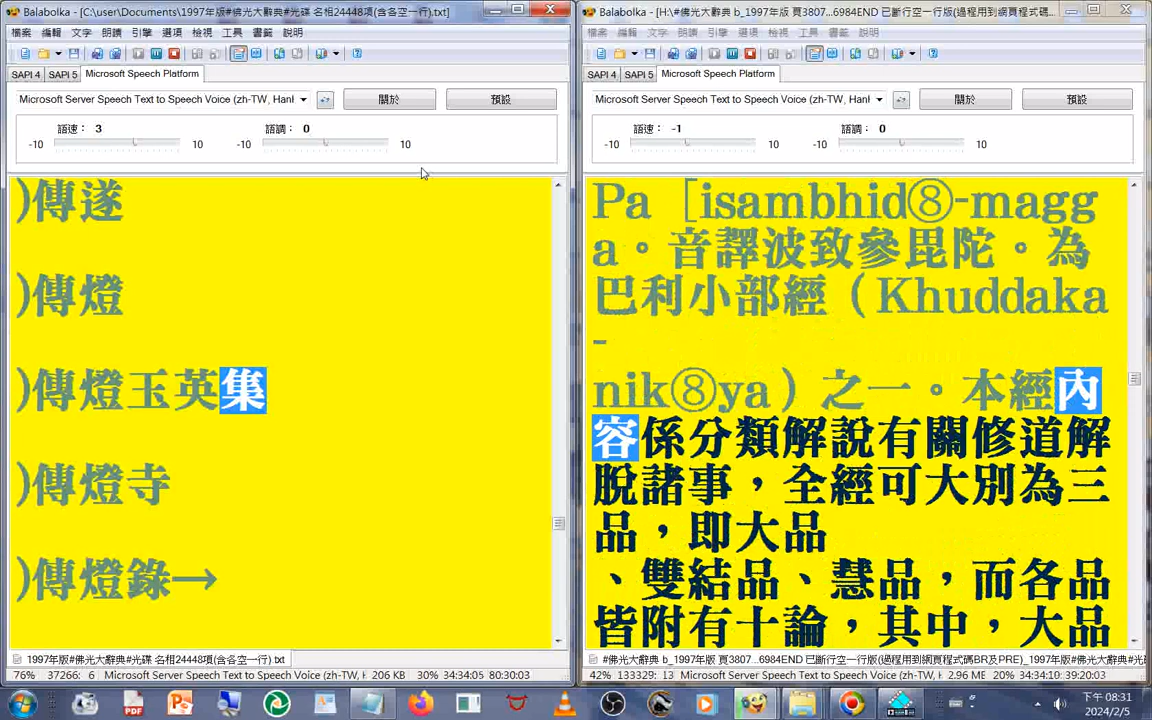 Balabolka - [C:\user\Documents\1997年版#佛光大辭典#光碟 名相24448項(含各空一行).txt]
檔案 編輯 文字 朗讀 引擎 選項 檢視 工具 書籤 說明
SAPI 4 SAPI 5 Microsoft Speech Platform
Microsoft Server Speech Text to Speech Voice (zh-TW, Hanl
關於 預設
語速： 3 語調： 0
-10 10 -10 10
)傳遂
)傳燈
)傳燈玉英集
)傳燈寺
)傳燈錄→
1997年版#佛光大辭典#光碟 名相24448項(含各空一行).txt
76% 37266: 6 Microsoft Server Speech Text to Speech Voice (zh-TW, H 206 KB 30% 34:34:05 80:30:03
Balabolka - [H:\#佛光大辭典 b_1997年版 頁3807...6984END 已斷行空一行版(過程用到網頁程式碼...
檔案 編輯 文字 朗讀 引擎 選項 檢視 工具 書籤 說明
SAPI 4 SAPI 5 Microsoft Speech Platform
Microsoft Server Speech Text to Speech Voice (zh-TW, Hanl
關於 預設
語速： -1 語調： 0
-10 10 -10 10
Pa［isambhid⑧-magg
a。音譯波致參毘陀。為
巴利小部經（Khuddaka
-
nik⑧ya）之一。本經內
容係分類解說有關修道解
脫諸事，全經可大別為三
品，即大品
、雙結品、慧品，而各品
皆附有十論，其中，大品
#佛光大辭典 b_1997年版 頁3807...6984END 已斷行空一行版(過程用到網頁程式碼BR及PRE)_1997年版#光
42% 133329: 13 Microsoft Server Speech Text to Speech Voice (zh-TW, H 2.96 ME 20% 34:34:10 39:20:03
下午 08:31
2024/2/5